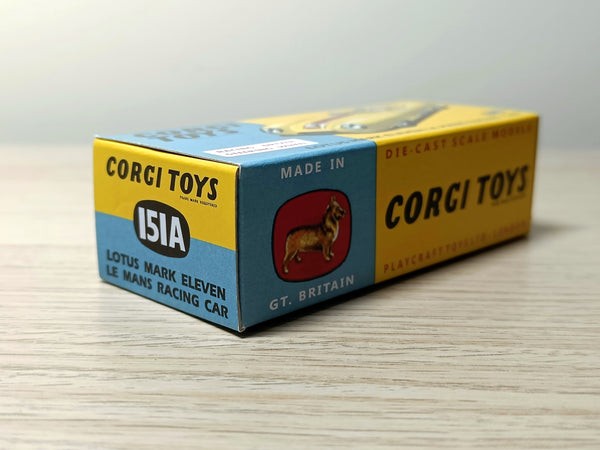 CORGI TOYS
151A
LOTUS MARK ELEVEN
LE MANS RACING CAR
MADE IN
GT. BRITAIN
DIE-CAST SCALE MODELS
CORGI TOYS
PLAYCRAFT TOYS LTD. LONDON
TOYS